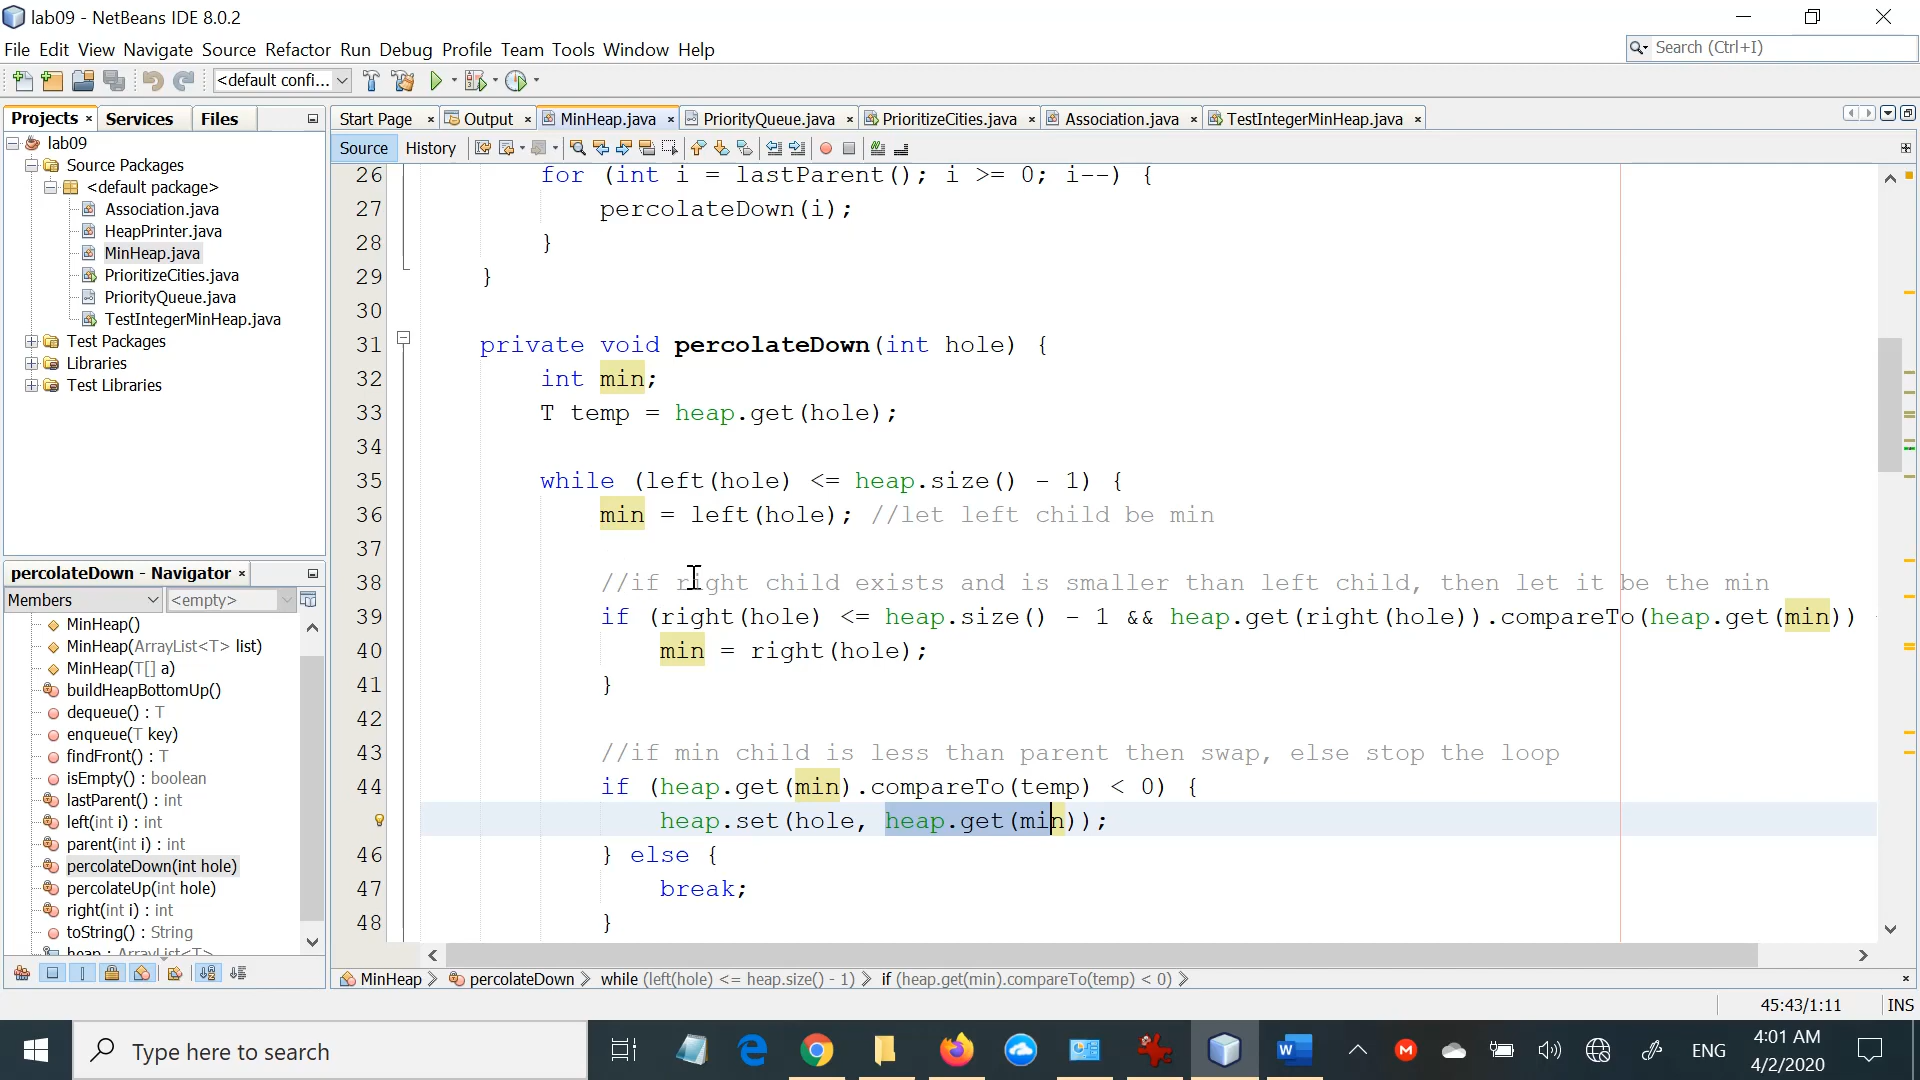 lab09 - NetBeans IDE 8.0.2
File Edit View Navigate Source Refactor Run Debug Profile Team Tools Window Help
Search (Ctrl+I)
<default confi...
Projects
Services
Files
Start Page
Output
MinHeap.java
PriorityQueue.java
PrioritizeCities.java
Association.java
TestIntegerMinHeap.java
Source
History
lab09
Source Packages
<default package>
Association.java
HeapPrinter.java
MinHeap.java
PrioritizeCities.java
PriorityQueue.java
TestIntegerMinHeap.java
Test Packages
Libraries
Test Libraries
26 for (int i = lastParent(); i >= 0; i--) {
27 percolateDown(i);
28 }
29 }
30
31 private void percolateDown(int hole) {
32 int min;
33 T temp = heap.get(hole);
34
35 while (left(hole) <= heap.size() - 1) {
36 min = left(hole); //let left child be min
37
38 //if right child exists and is smaller than left child, then let it be the min
39 if (right(hole) <= heap.size() - 1 && heap.get(right(hole)).compareTo(heap.get(min))
40 min = right(hole);
41 }
42
43 //if min child is less than parent then swap, else stop the loop
44 if (heap.get(min).compareTo(temp) < 0) {
heap.set(hole, heap.get(min));
46 } else {
47 break;
48 }
percolateDown - Navigator
Members
<empty>
MinHeap()
MinHeap(ArrayList<T> list)
MinHeap(T[] a)
buildHeapBottomUp()
dequeue() : T
enqueue(T key)
findFront() : T
isEmpty() : boolean
lastParent() : int
left(int i) : int
parent(int i) : int
percolateDown(int hole)
percolateUp(int hole)
right(int i) : int
toString() : String
heap : ArrayList<T>
MinHeap
percolateDown
while (left(hole) <= heap.size() - 1)
if (heap.get(min).compareTo(temp) < 0)
45:43/1:11
INS
Type here to search
ENG
4:01 AM
4/2/2020